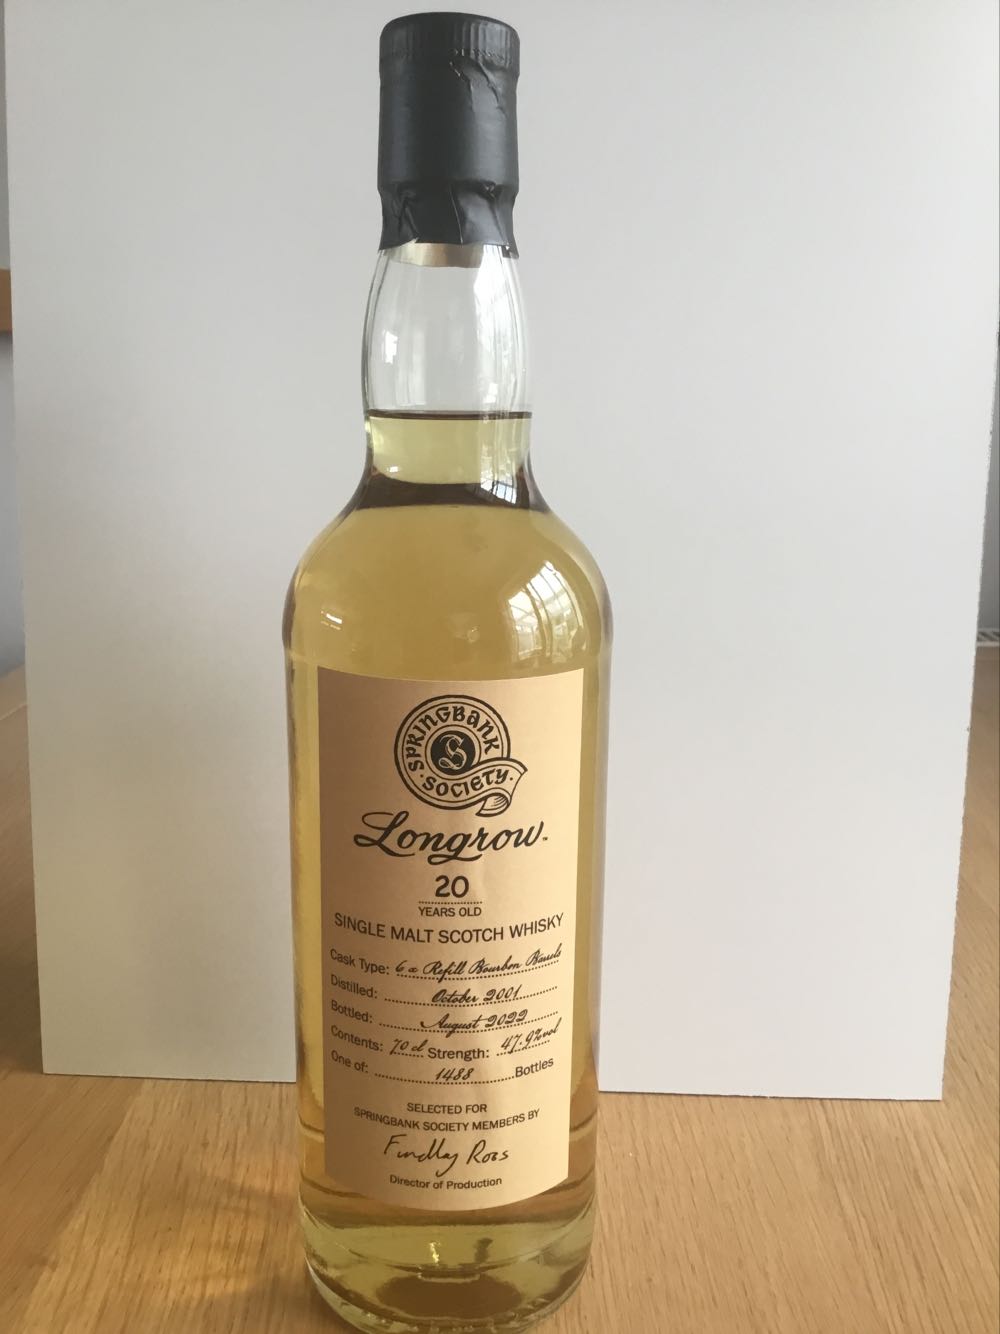 SPRINGBANK
S
· SOCIETY ·
Longrow™
20
YEARS OLD
SINGLE MALT SCOTCH WHISKY
Cask Type: 6 x Refill Bourbon Barrels
Distilled: October 2001
Bottled: August 2022
Contents: 70 cl Strength: 47.9%vol
One of: 1488 Bottles
SELECTED FOR
SPRINGBANK SOCIETY MEMBERS BY
Findlay Ross
Director of Production